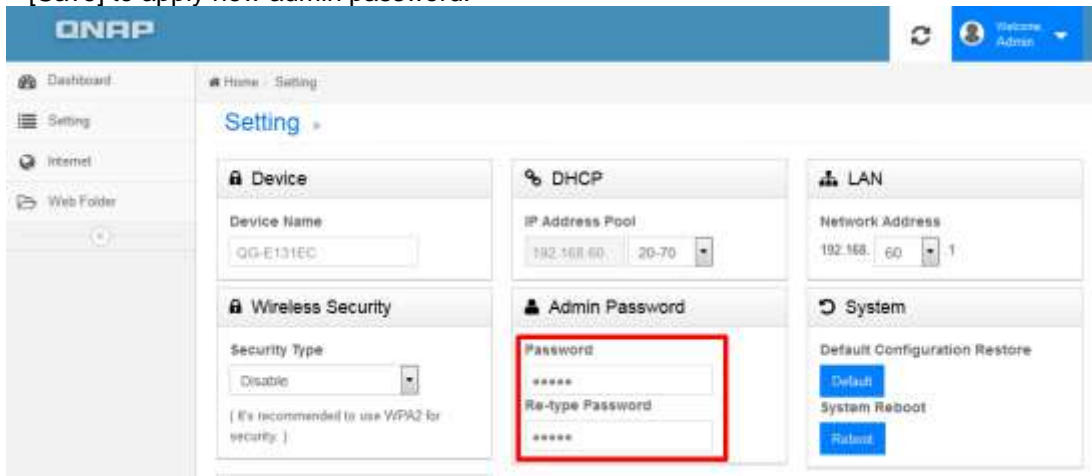 [Save] to apply new admin password.
QNAP
Welcome
Admin
Dashboard
Home Setting
Setting
Setting
Internet
Web Folder
Device
Device Name
QG-E131EC
DHCP
IP Address Pool
192.168.60. 20-70
LAN
Network Address
192.168. 60 .1
Wireless Security
Security Type
Disable
( It's recommended to use WPA2 for
security. )
Admin Password
Password
*****
Re-type Password
*****
System
Default Configuration Restore
Default
System Reboot
Reboot